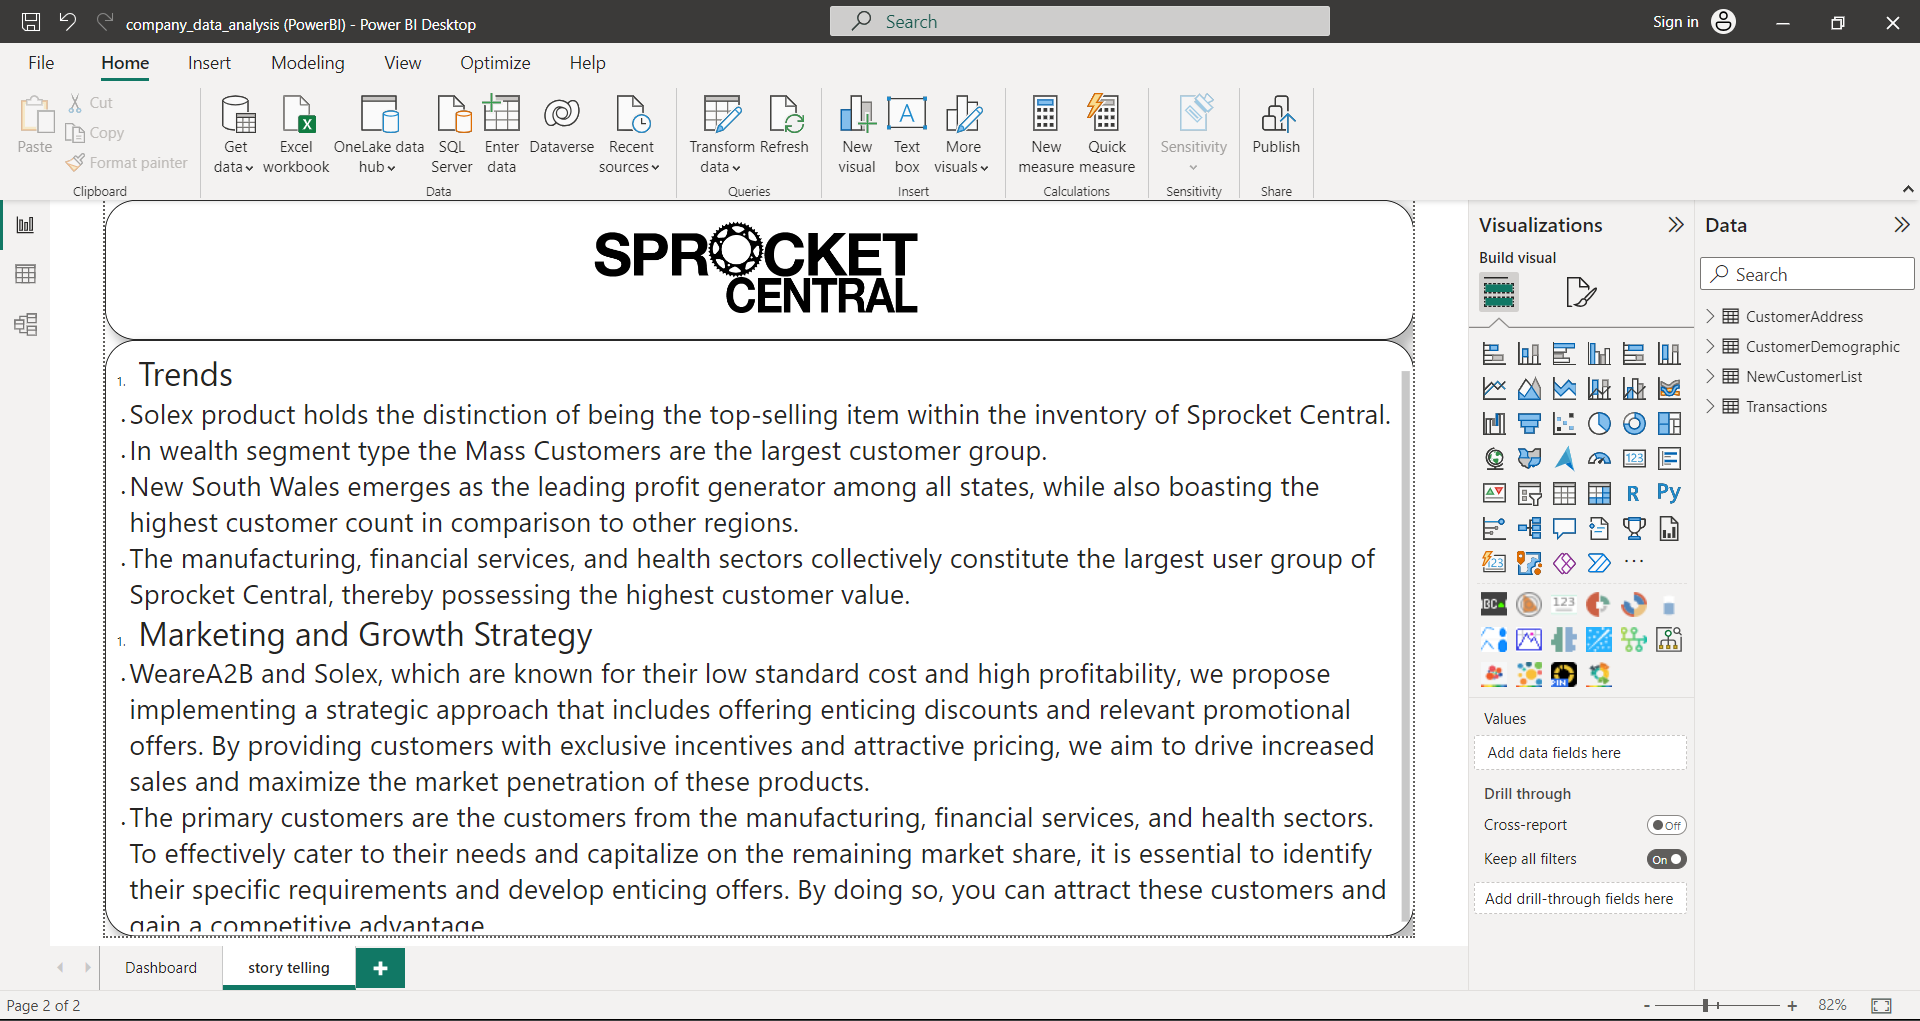 company_data_analysis (PowerBI) - Power BI Desktop
Search
Sign in
File
Home
Insert
Modeling
View
Optimize
Help
Paste
Cut
Copy
Format painter
Clipboard
Get data
Excel workbook
OneLake data hub
SQL Server
Enter data
Dataverse
Recent sources
Data
Transform data
Refresh
Queries
New visual
Text box
More visuals
Insert
New measure
Quick measure
Calculations
Sensitivity
Sensitivity
Publish
Share
SPROCKET
CENTRAL
1. Trends
·Solex product holds the distinction of being the top-selling item within the inventory of Sprocket Central.
·In wealth segment type the Mass Customers are the largest customer group.
·New South Wales emerges as the leading profit generator among all states, while also boasting the
highest customer count in comparison to other regions.
·The manufacturing, financial services, and health sectors collectively constitute the largest user group of
Sprocket Central, thereby possessing the highest customer value.
1. Marketing and Growth Strategy
·WeareA2B and Solex, which are known for their low standard cost and high profitability, we propose
implementing a strategic approach that includes offering enticing discounts and relevant promotional
offers. By providing customers with exclusive incentives and attractive pricing, we aim to drive increased
sales and maximize the market penetration of these products.
·The primary customers are the customers from the manufacturing, financial services, and health sectors.
To effectively cater to their needs and capitalize on the remaining market share, it is essential to identify
their specific requirements and develop enticing offers. By doing so, you can attract these customers and
gain a competitive advantage
Visualizations
Build visual
123
R
Py
123
123
IN
Values
Add data fields here
Drill through
Cross-report
Off
Keep all filters
On
Add drill-through fields here
Data
Search
CustomerAddress
CustomerDemographic
NewCustomerList
Transactions
Dashboard
story telling
+
Page 2 of 2
- + 82%